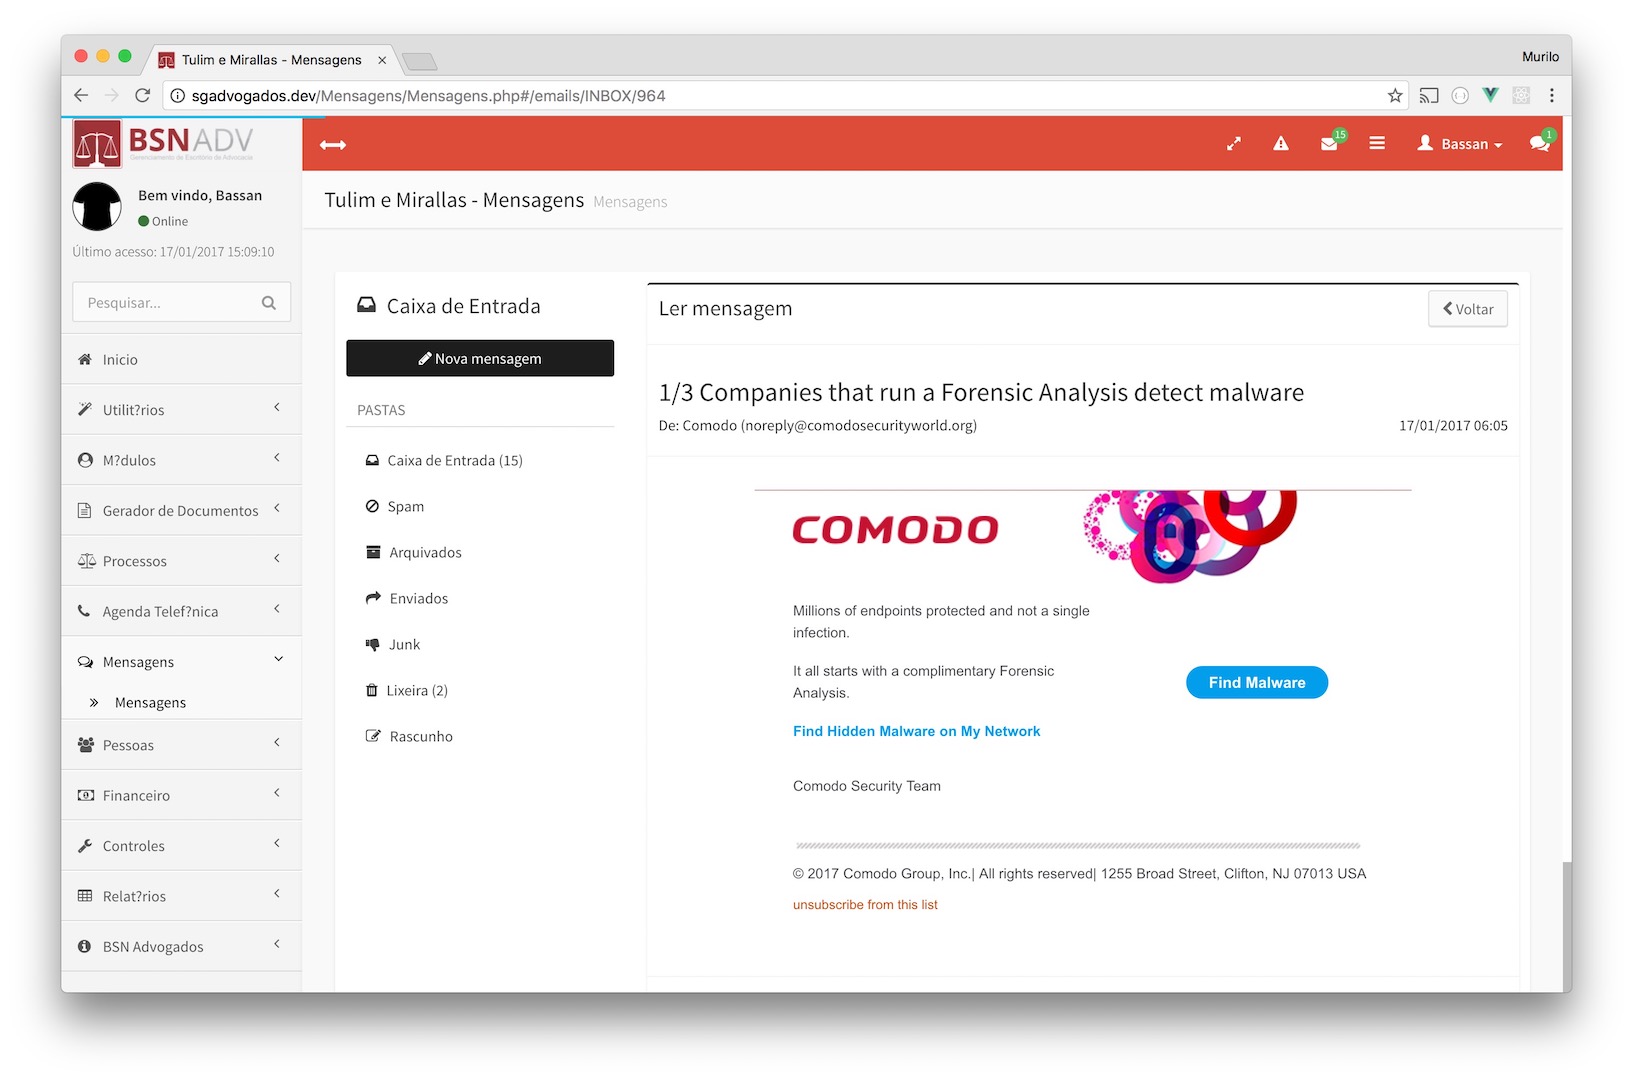 Tulim e Mirallas - Mensagens
Murilo
sgadvogados.dev/Mensagens/Mensagens.php#/emails/INBOX/964
BSNADV
Gerenciamento de Escritório de Advocacia
15
Bassan
1
Bem vindo, Bassan
Online
Último acesso: 17/01/2017 15:09:10
Pesquisar...
Inicio
Utilit?rios
M?dulos
Gerador de Documentos
Processos
Agenda Telef?nica
Mensagens
Mensagens
Pessoas
Financeiro
Controles
Relat?rios
BSN Advogados
Tulim e Mirallas - Mensagens Mensagens
Caixa de Entrada
Nova mensagem
PASTAS
Caixa de Entrada (15)
Spam
Arquivados
Enviados
Junk
Lixeira (2)
Rascunho
Ler mensagem
Voltar
1/3 Companies that run a Forensic Analysis detect malware
De: Comodo (noreply@comodosecurityworld.org)
17/01/2017 06:05
COMODO
Millions of endpoints protected and not a single
infection.
It all starts with a complimentary Forensic
Analysis.
Find Malware
Find Hidden Malware on My Network
Comodo Security Team
© 2017 Comodo Group, Inc.| All rights reserved| 1255 Broad Street, Clifton, NJ 07013 USA
unsubscribe from this list